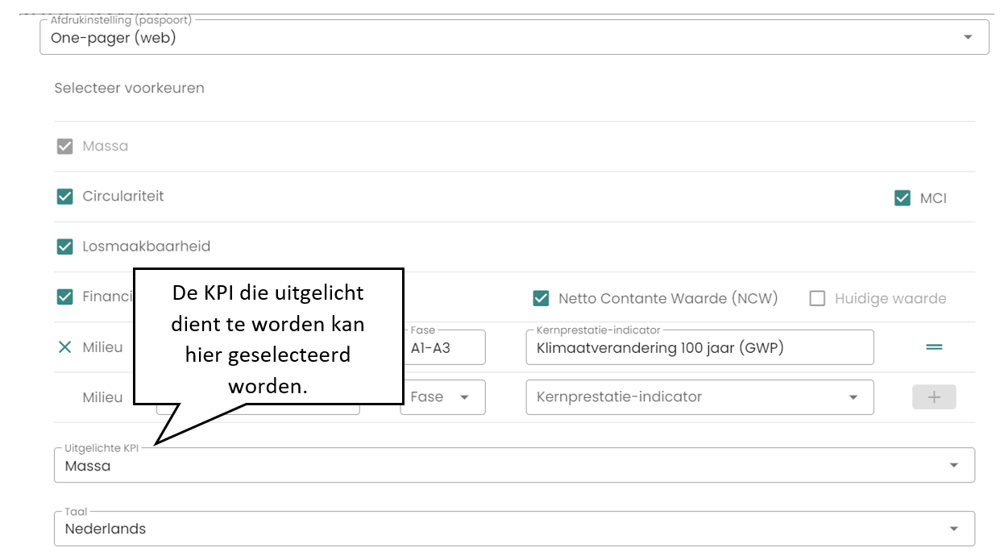 Afdrukinstelling (paspoort)
One-pager (web)
Selecteer voorkeuren
Massa
Circulariteit MCI
Losmaakbaarheid
Netto Contante Waarde (NCW) Huidige waarde
De KPI die uitgelicht
dient te worden kan
hier geselecteerd
worden.
Milieu Fase A1-A3 Kernprestatie-indicator Klimaatverandering 100 jaar (GWP)
Milieu Fase Kernprestatie-indicator
Uitgelichte KPI
Massa
Taal
Nederlands